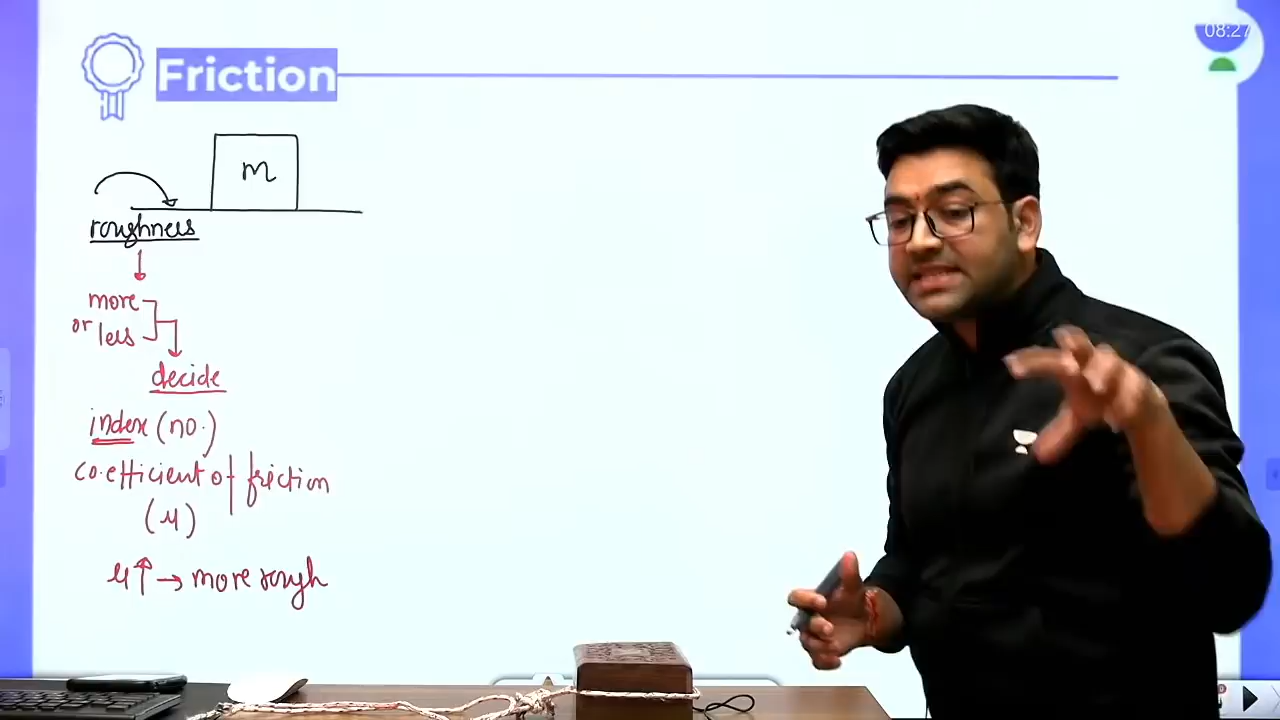 08:27
Friction
m
roughness
more
or less
decide
index (no.)
co.efficient of friction
(μ)
μ↑ → more rough